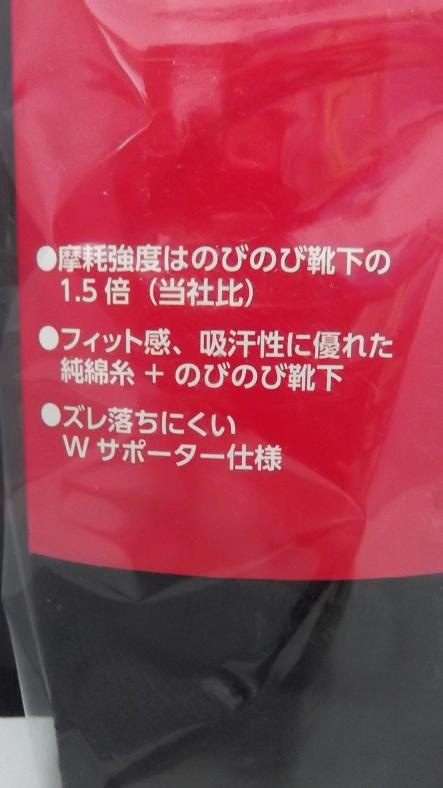 ●摩耗強度はのびのび靴下の
1.5倍（当社比）
●フィット感、吸汗性に優れた
純綿糸＋のびのび靴下
●ズレ落ちにくい
Wサポーター仕様